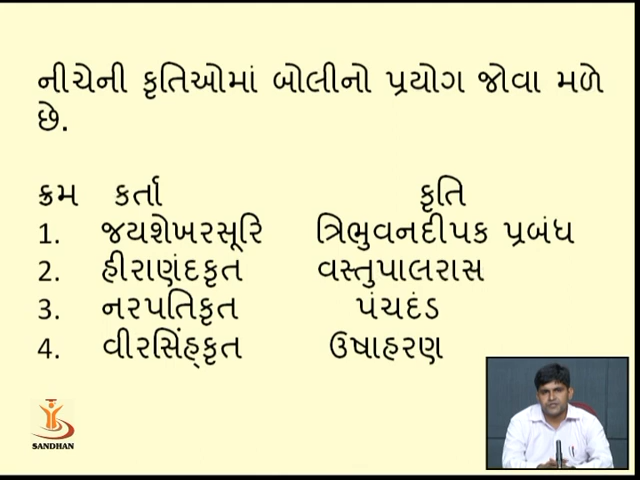 નીચેની કૃતિઓમાં બોલીનો પ્રયોગ જોવા મળે
છે.
ક્રમ કર્તા કૃતિ
1. જયશેખરસૂરિ ત્રિભુવનદીપક પ્રબંધ
2. હીરાણંદકૃત વસ્તુપાલરાસ
3. નરપતિકૃત પંચદંડ
4. વીરસિંહ્કૃત ઉષાહરણ
SANDHAN